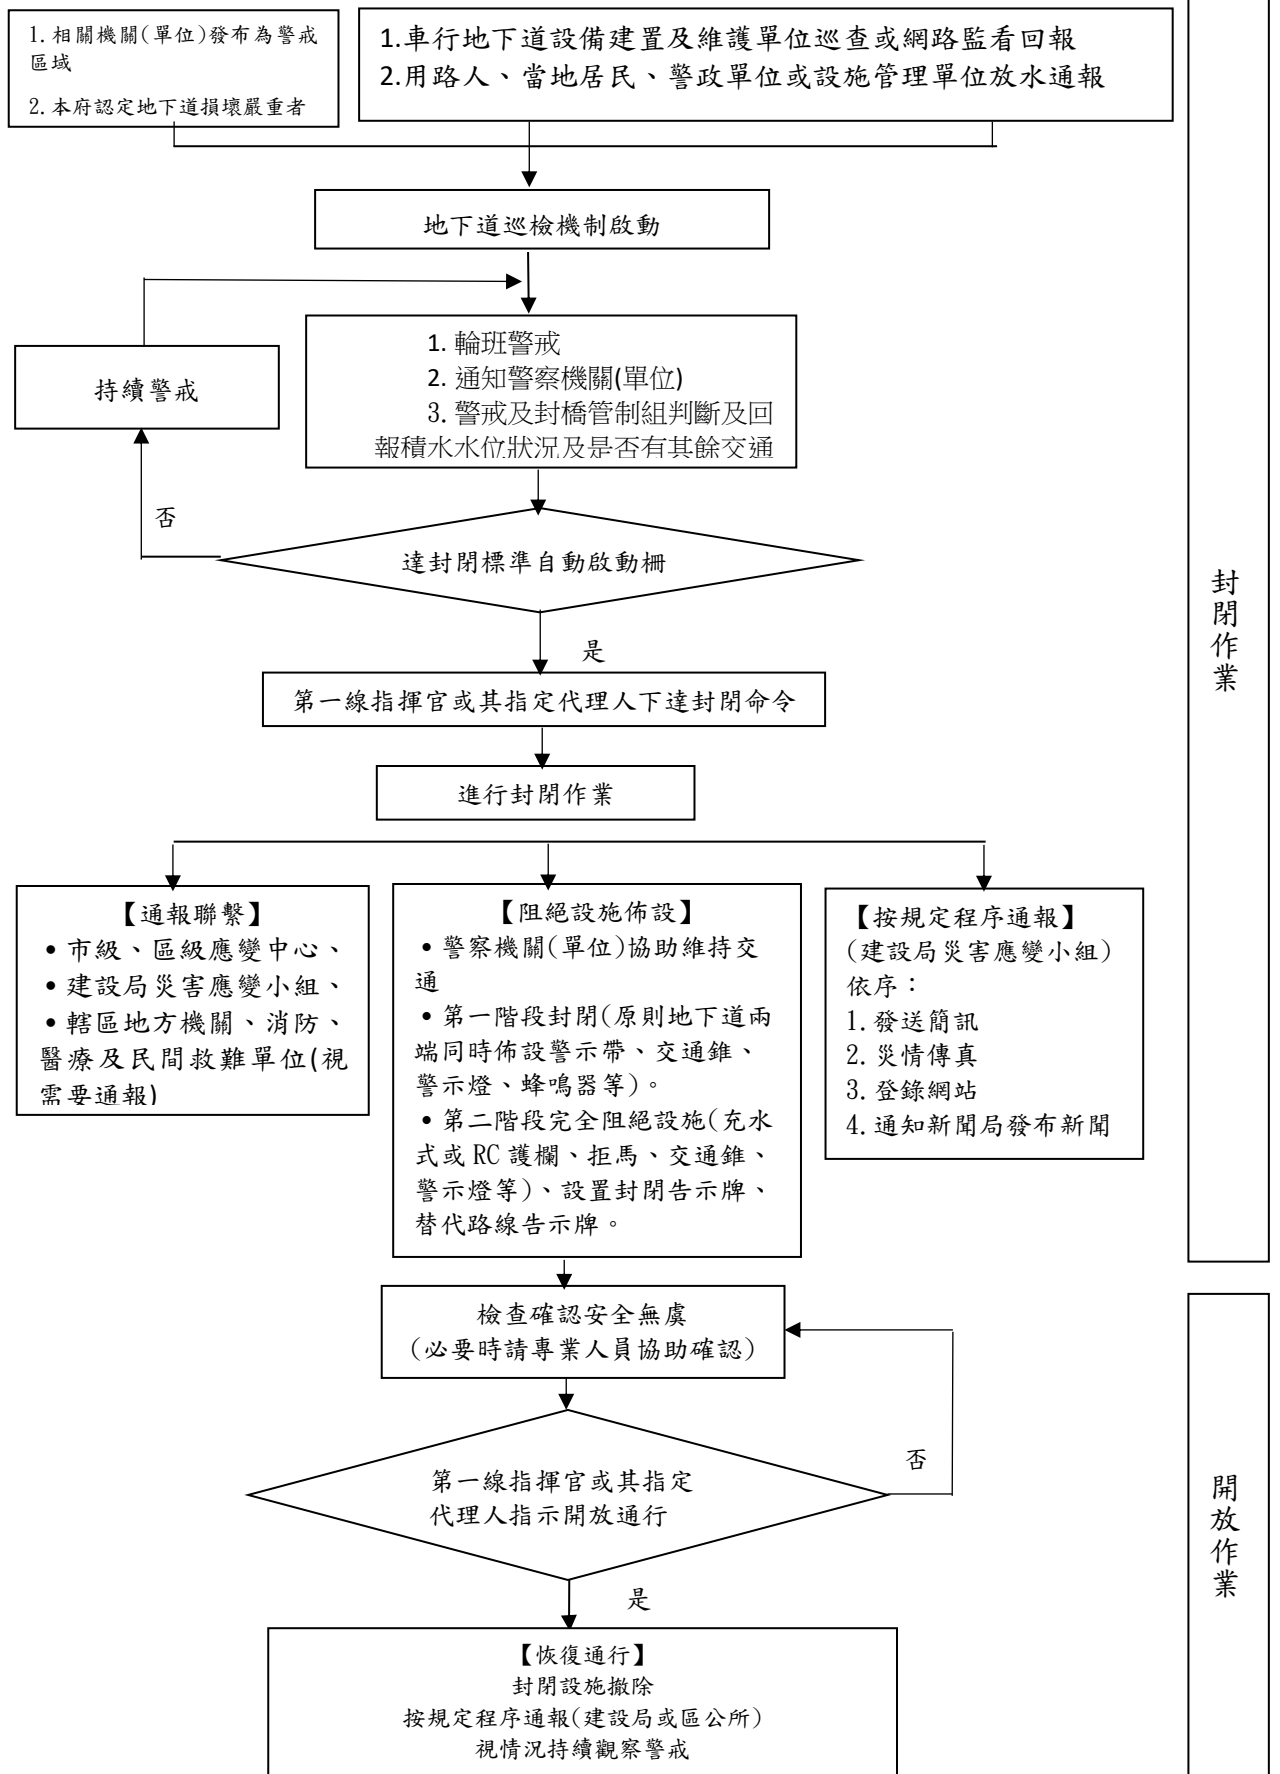 1.相關機關(單位)發布為警戒
區域
2.本府認定地下道損壞嚴重者
1.車行地下道設備建置及維護單位巡查或網路監看回報
2.用路人、當地居民、警政單位或設施管理單位放水通報
地下道巡檢機制啟動
1. 輪班警戒
2. 通知警察機關(單位)
3. 警戒及封橋管制組判斷及回
報積水水位狀況及是否有其餘交通
持續警戒
否
達封閉標準自動啟動柵
是
第一線指揮官或其指定代理人下達封閉命令
進行封閉作業
【通報聯繫】
•市級、區級應變中心、
•建設局災害應變小組、
•轄區地方機關、消防、
醫療及民間救難單位(視
需要通報)
【阻絕設施佈設】
•警察機關(單位)協助維持交
通
•第一階段封閉(原則地下道兩
端同時佈設警示帶、交通錐、
警示燈、蜂鳴器等)。
•第二階段完全阻絕設施(充水
式或RC護欄、拒馬、交通錐、
警示燈等)、設置封閉告示牌、
替代路線告示牌。
【按規定程序通報】
(建設局災害應變小組)
依序：
1.發送簡訊
2.災情傳真
3.登錄網站
4.通知新聞局發布新聞
封閉作業
檢查確認安全無虞
(必要時請專業人員協助確認)
第一線指揮官或其指定
代理人指示開放通行
否
是
【恢復通行】
封閉設施撤除
按規定程序通報(建設局或區公所)
視情況持續觀察警戒
開放作業